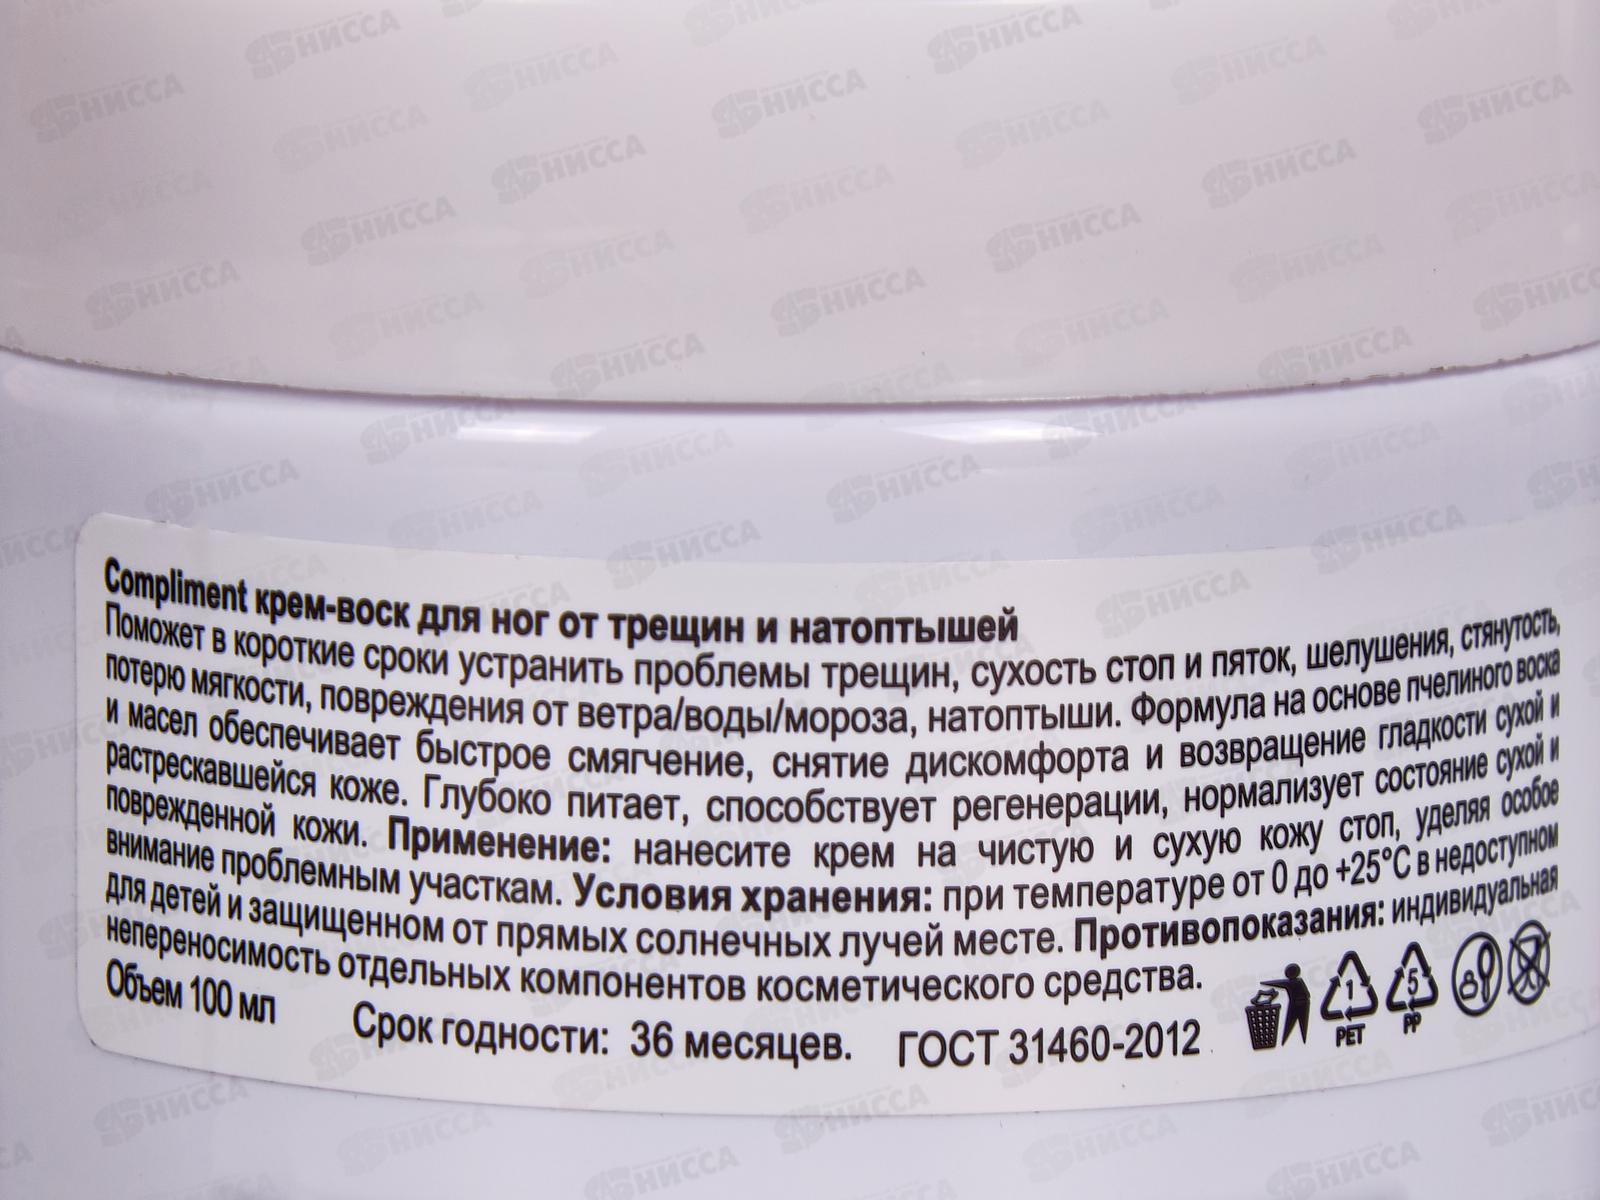 Compliment крем-воск для ног от трещин и натоптышей
Поможет в короткие сроки устранить проблемы трещин, сухость стоп и пяток, шелушения, стянутость,
потерю мягкости, повреждения от ветра/воды/мороза, натоптыши. Формула на основе пчелиного воска
и масел обеспечивает быстрое смягчение, снятие дискомфорта и возвращение гладкости сухой и
растрескавшейся коже. Глубоко питает, способствует регенерации, нормализует состояние сухой и
поврежденной кожи. Применение: нанесите крем на чистую и сухую кожу стоп, уделяя особое
внимание проблемным участкам. Условия хранения: при температуре от 0 до +25°С в недоступном
для детей и защищенном от прямых солнечных лучей месте. Противопоказания: индивидуальная
непереносимость отдельных компонентов косметического средства.
Объем 100 мл Срок годности: 36 месяцев. ГОСТ 31460-2012
1 PET 5 PP
НИССА